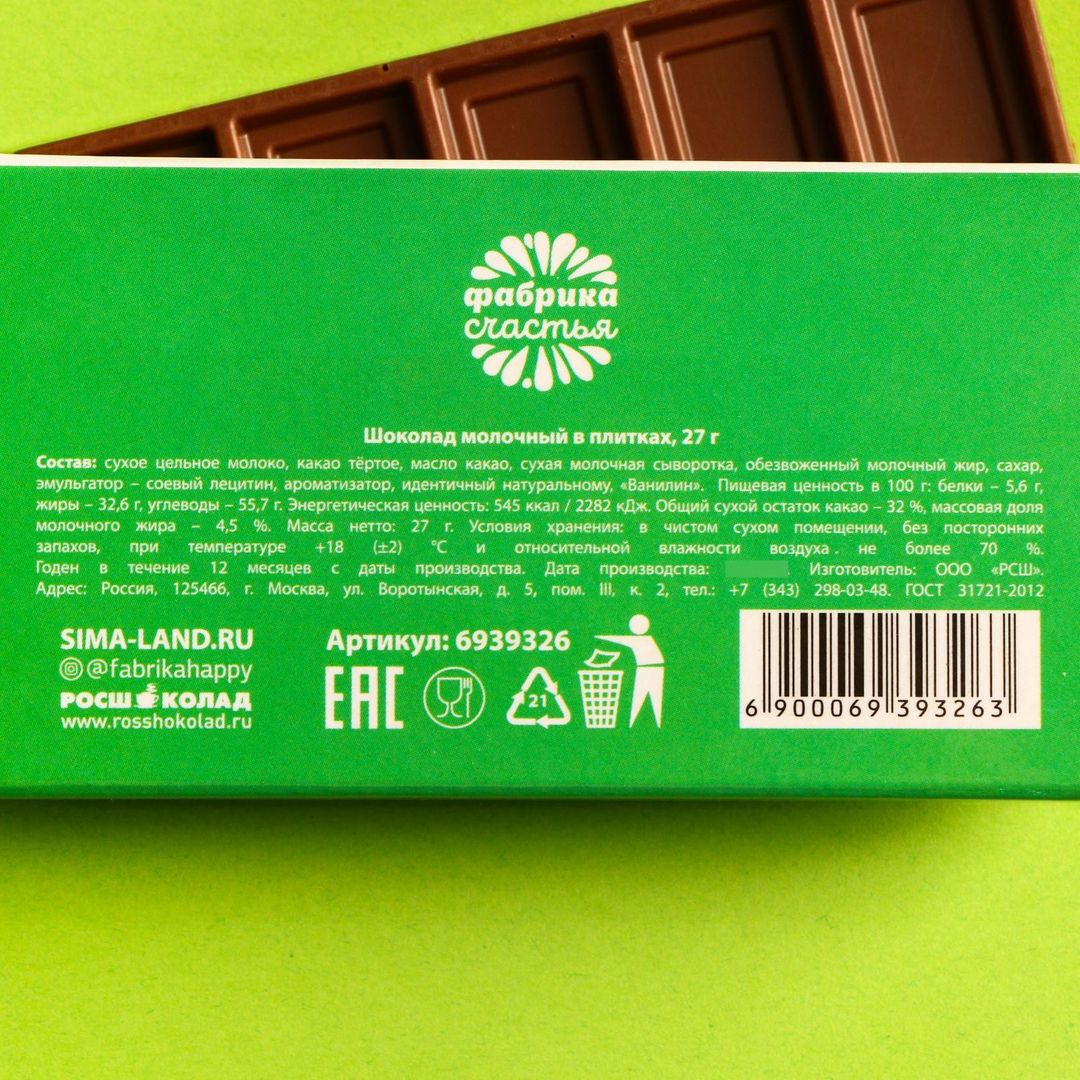 фабрика
счастья
Шоколад молочный в плитках, 27 г
Состав: сухое цельное молоко, какао тёртое, масло какао, сухая молочная сыворотка, обезвоженный молочный жир, сахар,
эмульгатор – соевый лецитин, ароматизатор, идентичный натуральному, «Ванилин». Пищевая ценность в 100 г: белки – 5,6 г,
жиры – 32,6 г, углеводы – 55,7 г. Энергетическая ценность: 545 ккал / 2282 кДж. Общий сухой остаток какао – 32 %, массовая доля
молочного жира – 4,5 %. Масса нетто: 27 г. Условия хранения: в чистом сухом помещении, без посторонних
запахов, при температуре +18 (±2) °С и относительной влажности воздуха. не более 70 %.
Годен в течение 12 месяцев с даты производства. Дата производства: Изготовитель: ООО «РСШ».
Адрес: Россия, 125466, г. Москва, ул. Воротынская, д. 5, пом. III, к. 2, тел.: +7 (343) 298-03-48. ГОСТ 31721-2012
SIMA-LAND.RU
@fabrikahappy
РОСШОКОЛАД
www.rosshokolad.ru
Артикул: 6939326
EAC
21
6 900069 393263